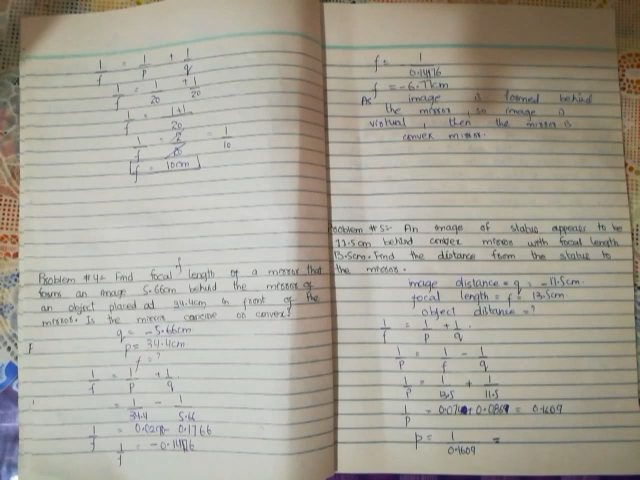 1/f = 1/p + 1/q
1/f = 1/20 + 1/20
1/f = 1+1/20
1/f = 2/20 = 1/10
f = 10cm
Problem #4:- Find focal length of a mirror that
forms an image 5.66cm behind the mirror of
an object placed at 34.4cm in front of the
mirror. Is the mirror concave or convex?
q = -5.66cm
p = 34.4cm
f = ?
1/f = 1/p + 1/q
= 1/34.4 - 1/5.66
1/f = 0.029 - 0.1766
1/f = -0.1476
f = 1/0.1476
f = -6.77cm
As image is formed behind
the mirror, so image is
virtual, then the mirror is
convex mirror.
Problem #5:- An image of status appears to be
11.5cm behind convex mirror with focal length
13.5cm. Find the distance from the status to
the mirror.
image distance = q = -11.5cm.
focal length = f = 13.5cm
object distance = ?
1/f = 1/p + 1/q.
1/p = 1/f - 1/q
1/p = 1/13.5 + 1/11.5
1/p = 0.074 + 0.0869 = 0.1609
p = 1/0.1609 =